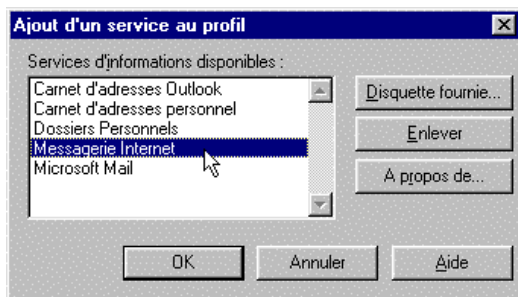 Ajout d'un service au profil
Services d'informations disponibles :
Carnet d'adresses Outlook
Carnet d'adresses personnel
Dossiers Personnels
Messagerie Internet
Microsoft Mail
Disquette fournie...
Enlever
A propos de...
OK
Annuler
Aide